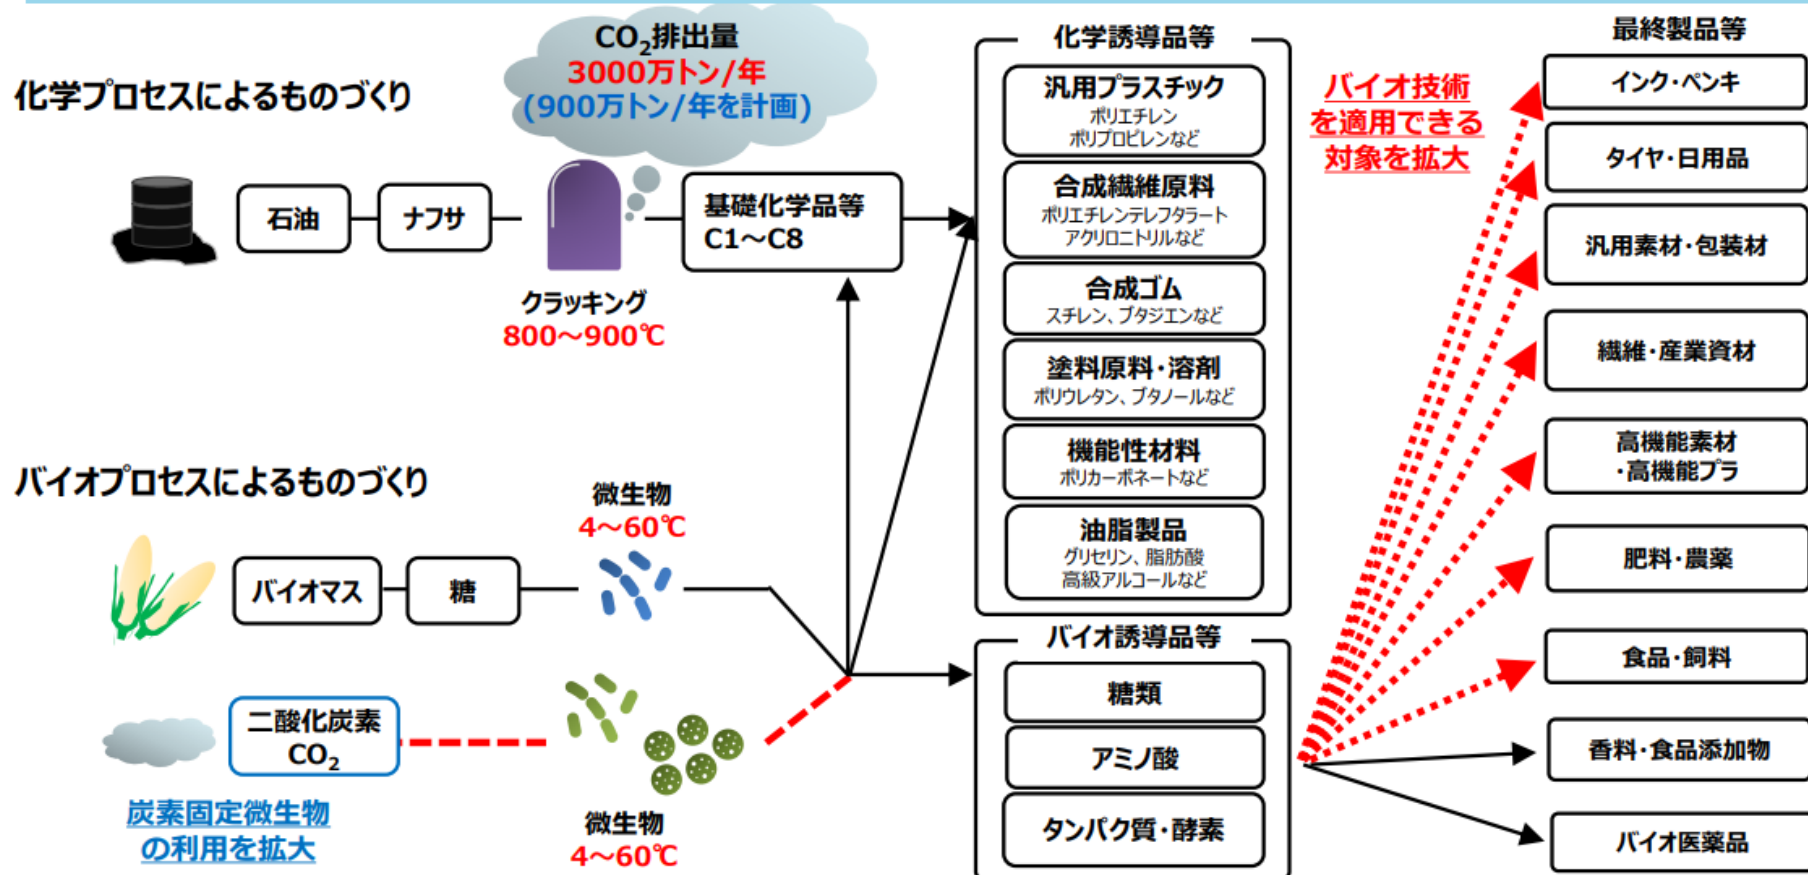 化学プロセスによるものづくり
CO₂排出量
3000万トン/年
(900万トン/年を計画)
石油
ナフサ
クラッキング
800～900℃
基礎化学品等
C1～C8
バイオプロセスによるものづくり
バイオマス
糖
微生物
4～60℃
二酸化炭素
CO₂
炭素固定微生物
の利用を拡大
微生物
4～60℃
化学誘導品等
汎用プラスチック
ポリエチレン
ポリプロピレンなど
合成繊維原料
ポリエチレンテレフタラート
アクリロニトリルなど
合成ゴム
スチレン、ブタジエンなど
塗料原料・溶剤
ポリウレタン、ブタノールなど
機能性材料
ポリカーボネートなど
油脂製品
グリセリン、脂肪酸
高級アルコールなど
バイオ誘導品等
糖類
アミノ酸
タンパク質・酵素
バイオ技術
を適用できる
対象を拡大
最終製品等
インク・ペンキ
タイヤ・日用品
汎用素材・包装材
繊維・産業資材
高機能素材
・高機能プラ
肥料・農薬
食品・飼料
香料・食品添加物
バイオ医薬品